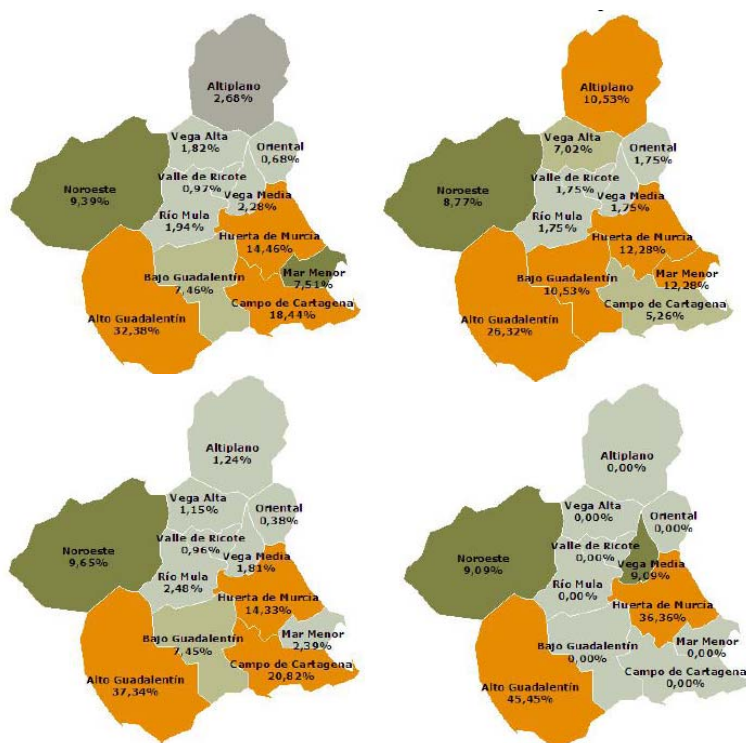 Altiplano
2,68%
Vega Alta
1,82%
Oriental
0,68%
Noroeste
9,39%
Valle de Ricote
0,97%
Vega Media
2,28%
Río Mula
1,94%
Huerta de Murcia
14,46%
Bajo Guadalentín
7,46%
Mar Menor
7,51%
Alto Guadalentín
32,38%
Campo de Cartagena
18,44%
Altiplano
10,53%
Vega Alta
7,02%
Oriental
1,75%
Noroeste
8,77%
Valle de Ricote
1,75%
Vega Media
1,75%
Río Mula
1,75%
Huerta de Murcia
12,28%
Bajo Guadalentín
10,53%
Mar Menor
12,28%
Alto Guadalentín
26,32%
Campo de Cartagena
5,26%
Altiplano
1,24%
Vega Alta
1,15%
Oriental
0,38%
Noroeste
9,65%
Valle de Ricote
0,96%
Vega Media
1,81%
Río Mula
2,48%
Huerta de Murcia
14,33%
Bajo Guadalentín
7,45%
Mar Menor
2,39%
Alto Guadalentín
37,34%
Campo de Cartagena
20,82%
Altiplano
0,00%
Vega Alta
0,00%
Oriental
0,00%
Noroeste
9,09%
Valle de Ricote
0,00%
Vega Media
9,09%
Río Mula
0,00%
Huerta de Murcia
36,36%
Bajo Guadalentín
0,00%
Mar Menor
0,00%
Alto Guadalentín
45,45%
Campo de Cartagena
0,00%